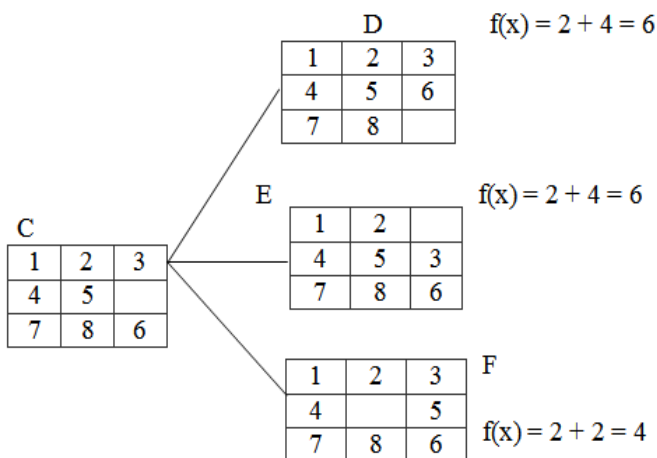 D
f(x) = 2 + 4 = 6
1 2 3
4 5 6
7 8
E
f(x) = 2 + 4 = 6
1 2
4 5 3
7 8 6
C
1 2 3
4 5
7 8 6
F
1 2 3
4 5
7 8 6
f(x) = 2 + 2 = 4